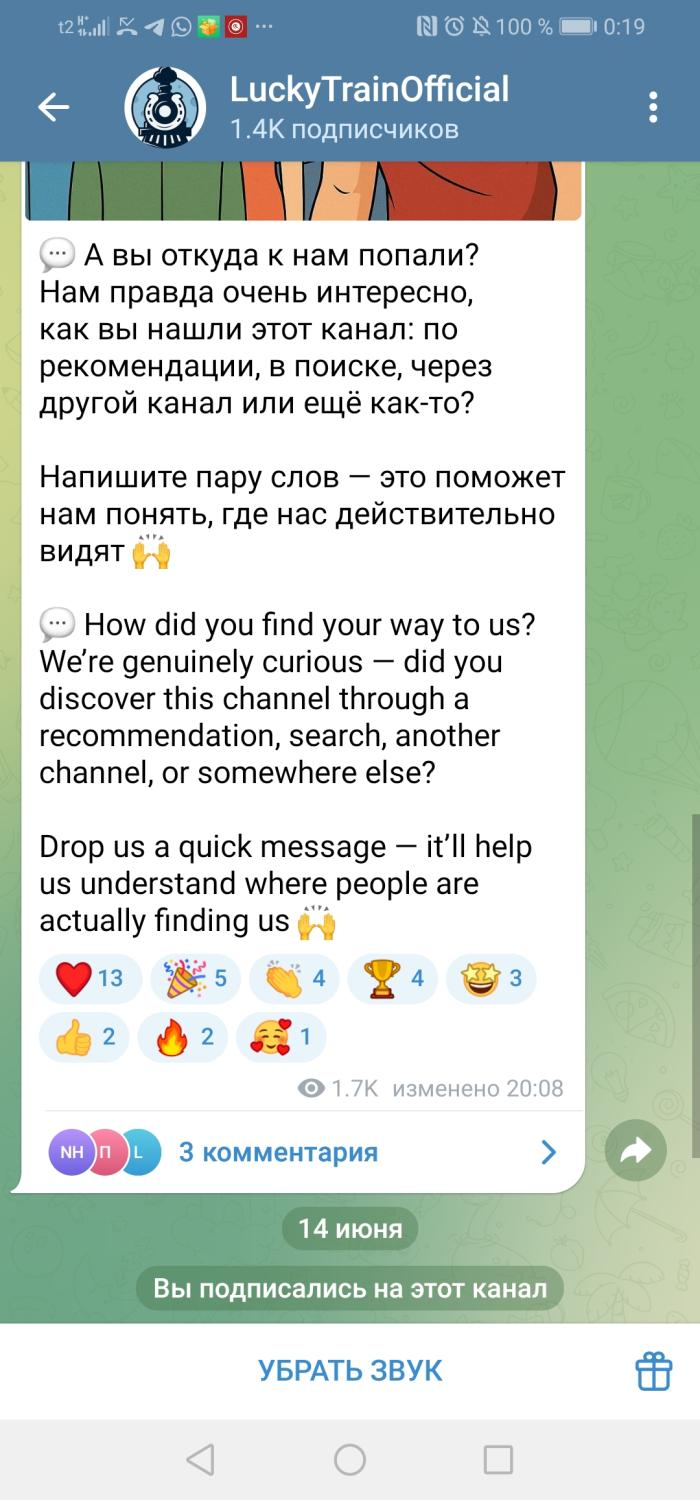 t2 H+ 100 % 0:19
LuckyTrainOfficial
1.4K подписчиков
💬 А вы откуда к нам попали?
Нам правда очень интересно,
как вы нашли этот канал: по
рекомендации, в поиске, через
другой канал или ещё как-то?
Напишите пару слов — это поможет
нам понять, где нас действительно
видят 🙌
💬 How did you find your way to us?
We’re genuinely curious — did you
discover this channel through a
recommendation, search, another
channel, or somewhere else?
Drop us a quick message — it’ll help
us understand where people are
actually finding us 🙌
❤️ 13 🎉 5 👏 4 🏆 4 🤩 3
👍 2 🔥 2 🥰 1
1.7K изменено 20:08
NH П L 3 комментария
14 июня
Вы подписались на этот канал
УБРАТЬ ЗВУК